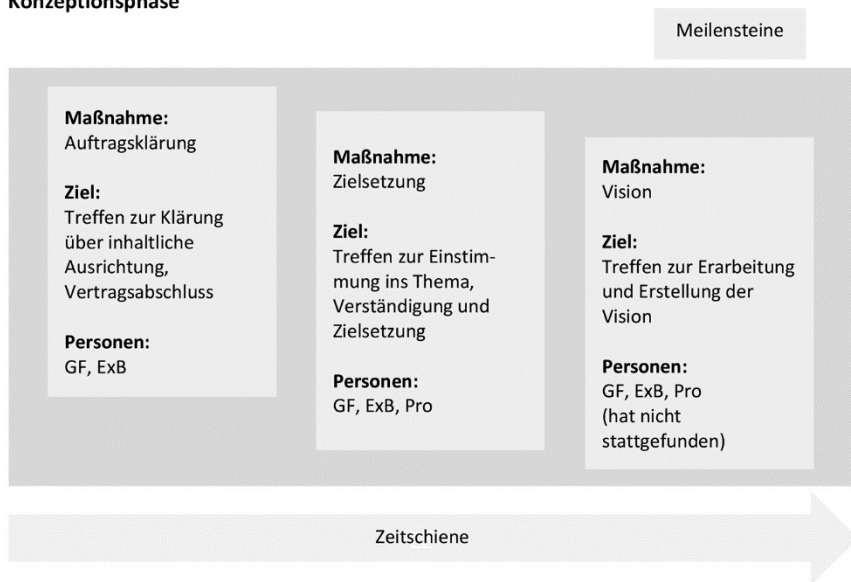 Konzeptionsphase
Meilensteine
Maßnahme:
Auftragsklärung
Ziel:
Treffen zur Klärung
über inhaltliche
Ausrichtung,
Vertragsabschluss
Personen:
GF, ExB
Maßnahme:
Zielsetzung
Ziel:
Treffen zur Einstim-
mung ins Thema,
Verständigung und
Zielsetzung
Personen:
GF, ExB, Pro
Maßnahme:
Vision
Ziel:
Treffen zur Erarbeitung
und Erstellung der
Vision
Personen:
GF, ExB, Pro
(hat nicht
stattgefunden)
Zeitschiene